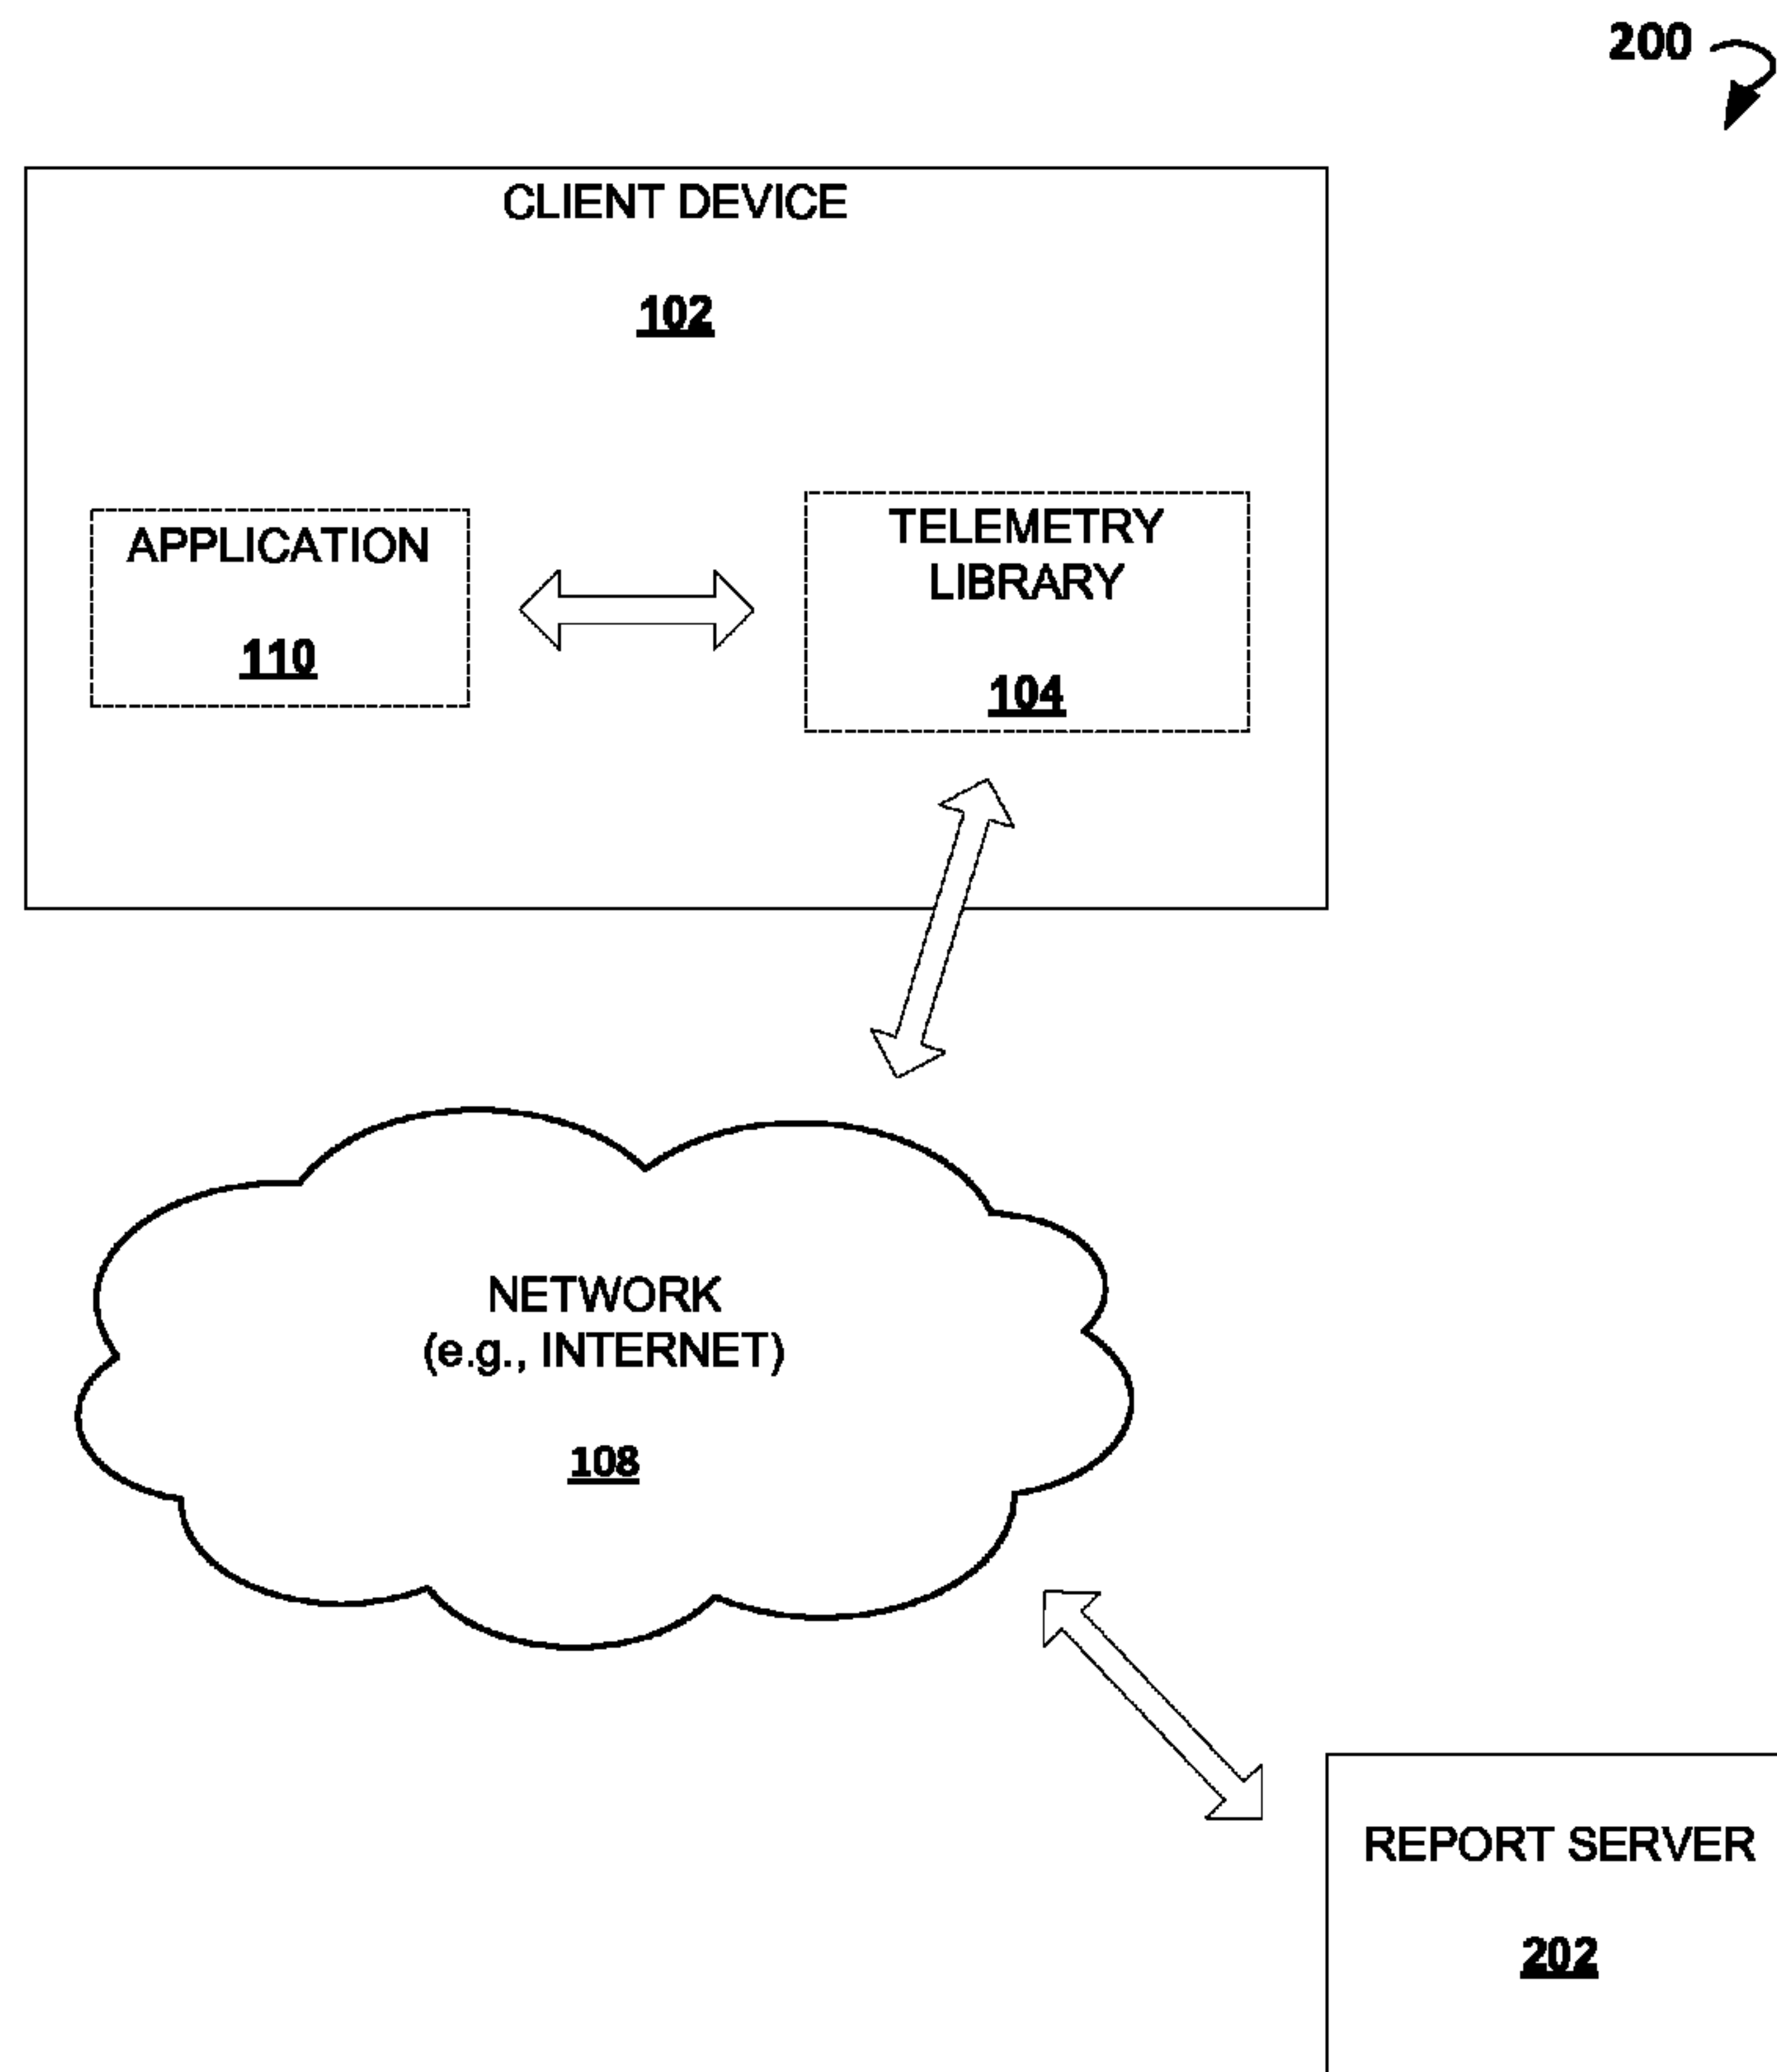 200
CLIENT DEVICE
102
APPLICATION
110
TELEMETRY
LIBRARY
104
NETWORK
(e.g., INTERNET)
108
REPORT SERVER
202